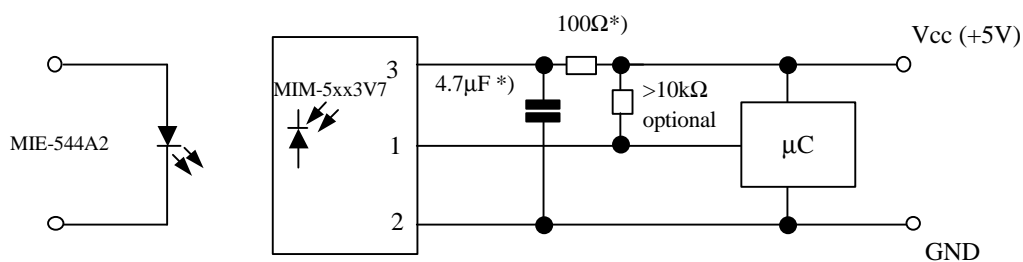 100Ω*)
Vcc (+5V)
3
4.7μF *)
MIM-5xx3V7
>10kΩ
optional
MIE-544A2
1
μC
2
GND